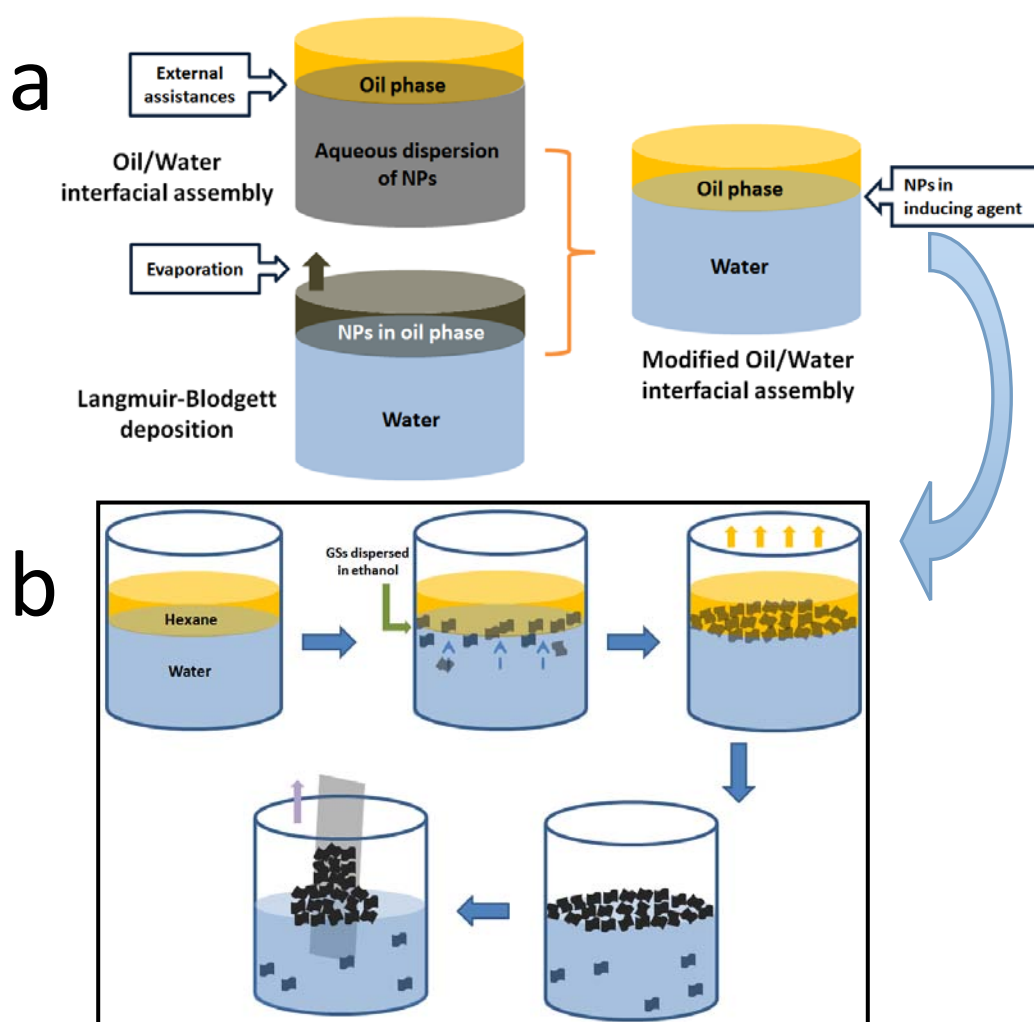 a
External
assistances
Oil phase
Aqueous dispersion
of NPs
Oil/Water
interfacial assembly
Evaporation
NPs in oil phase
Water
Langmuir-Blodgett
deposition
Oil phase
Water
NPs in
inducing agent
Modified Oil/Water
interfacial assembly
b
Hexane
Water
GSs dispersed
in ethanol